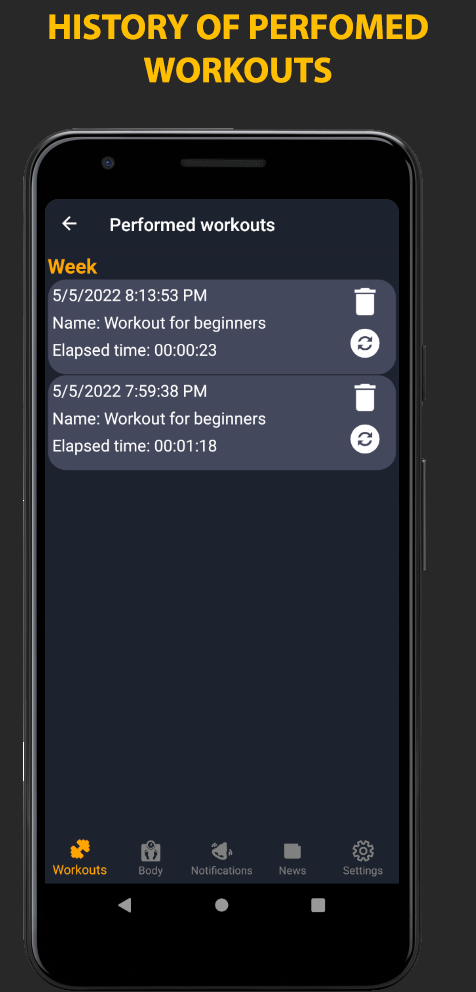 HISTORY OF PERFOMED
WORKOUTS
Performed workouts
Week
5/5/2022 8:13:53 PM
Name: Workout for beginners
Elapsed time: 00:00:23
5/5/2022 7:59:38 PM
Name: Workout for beginners
Elapsed time: 00:01:18
Workouts
Body
Notifications
News
Settings